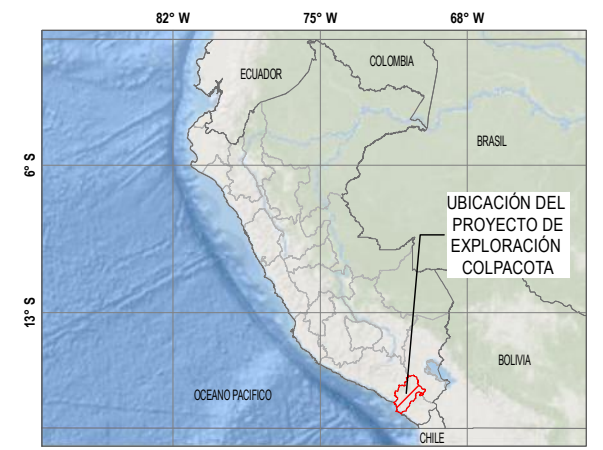 82° W 75° W 68° W
ECUADOR
COLOMBIA
BRASIL
6° S
UBICACIÓN DEL
PROYECTO DE
EXPLORACIÓN
COLPACOTA
13° S
BOLIVIA
OCEANO PACIFICO
CHILE